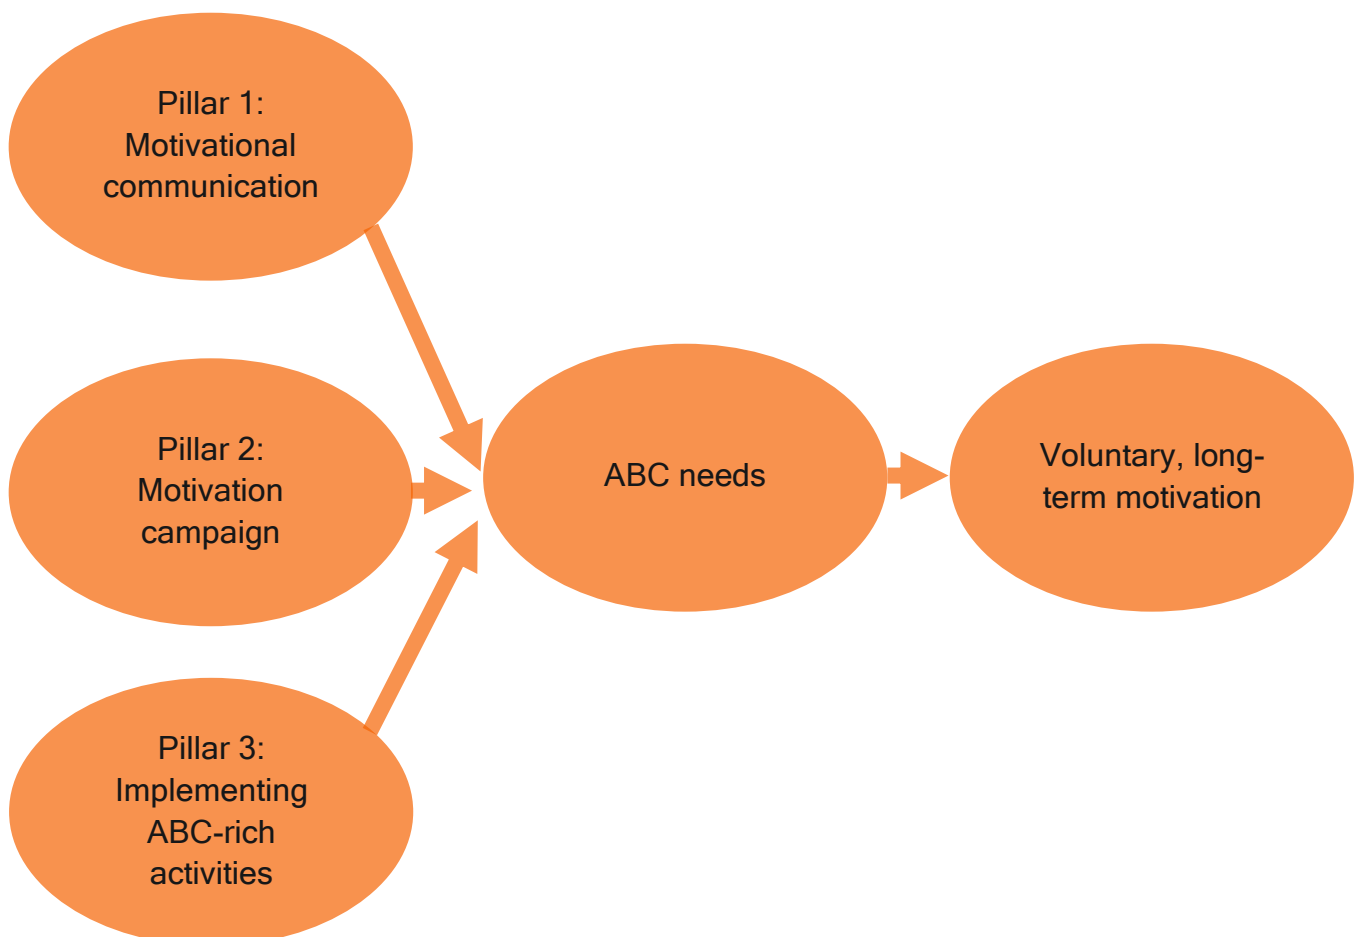 Pillar 1:
Motivational
communication
Pillar 2:
Motivation
campaign
Pillar 3:
Implementing
ABC-rich
activities
ABC needs
Voluntary, long-
term motivation